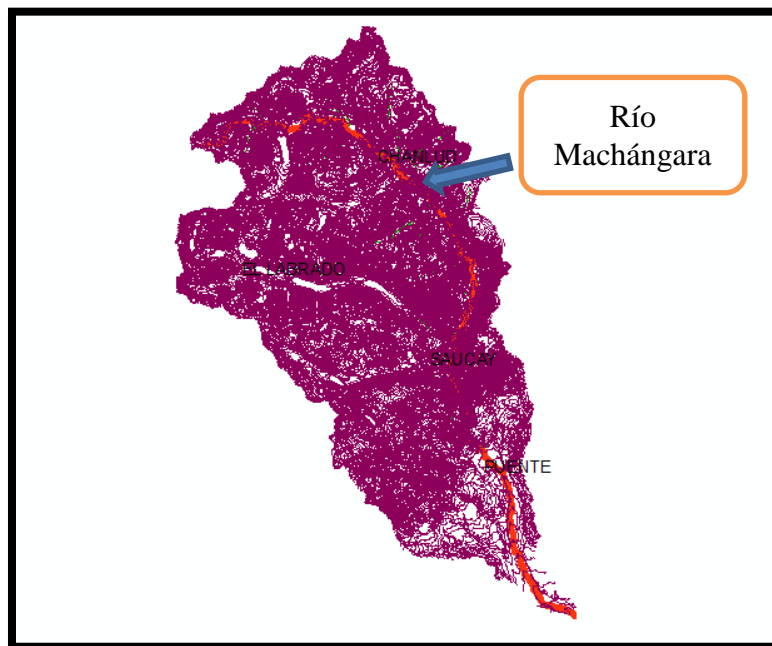 Río
Machángara
CHANLUD
EL LABRADO
SAUCAY
PUENTE